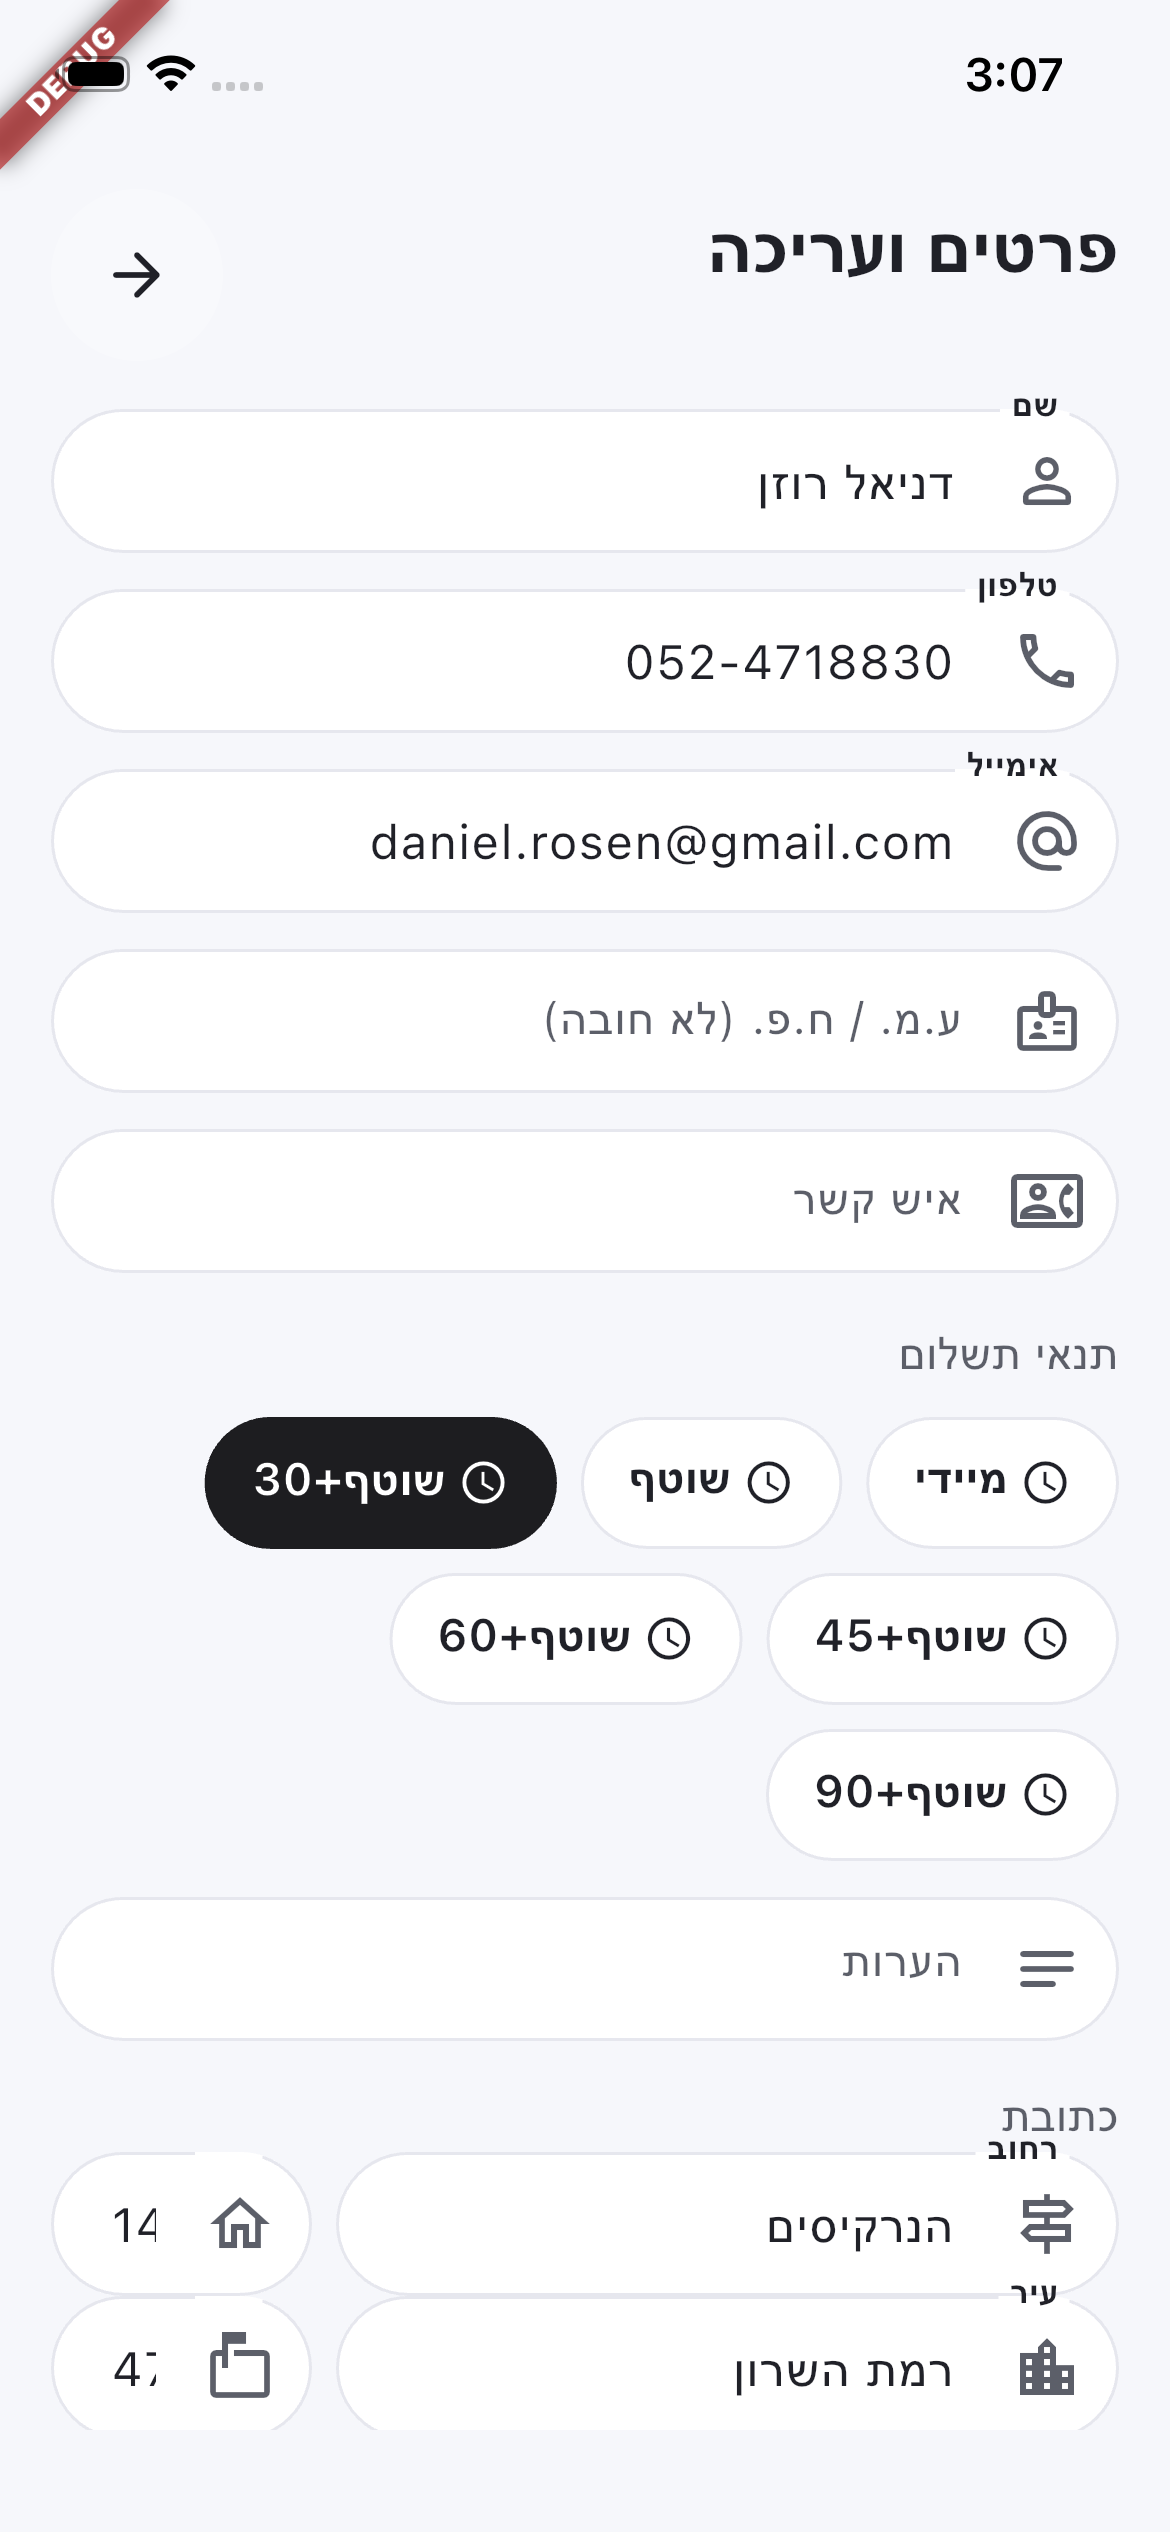 3:07
DEBUG
פרטים ועריכה
שם
דניאל רוזן
טלפון
052-4718830
אימייל
daniel.rosen@gmail.com
ע.מ. / ח.פ. (לא חובה)
איש קשר
תנאי תשלום
מיידי שוטף שוטף+30
שוטף+45 שוטף+60
שוטף+90
הערות
כתובת
רחוב
הנרקיסים 14
עיר
רמת השרון 47